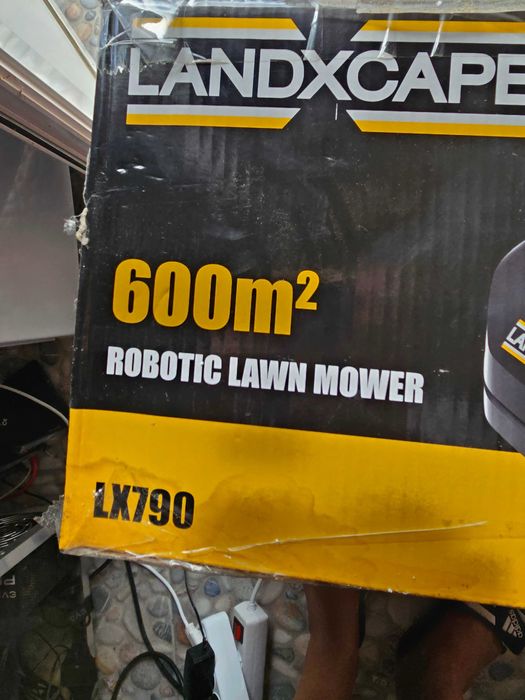 LANDXCAPE
600m²
ROBOTIC LAWN MOWER
LX790